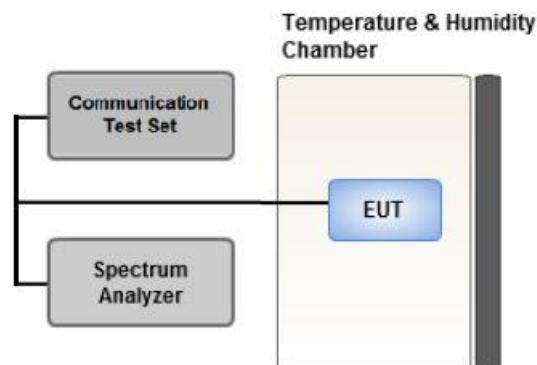 Temperature & Humidity
Chamber
Communication
Test Set
EUT
Spectrum
Analyzer